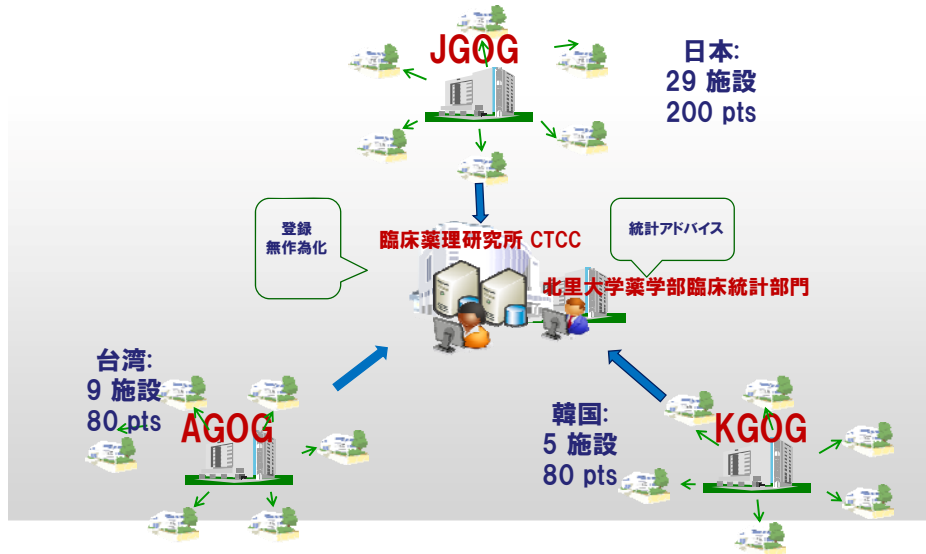 JGOG
日本:
29 施設
200 pts
登録
無作為化
臨床薬理研究所 CTCC
統計アドバイス
北里大学薬学部臨床統計部門
台湾:
9 施設
80 pts
AGOG
韓国:
5 施設
80 pts
KGOG